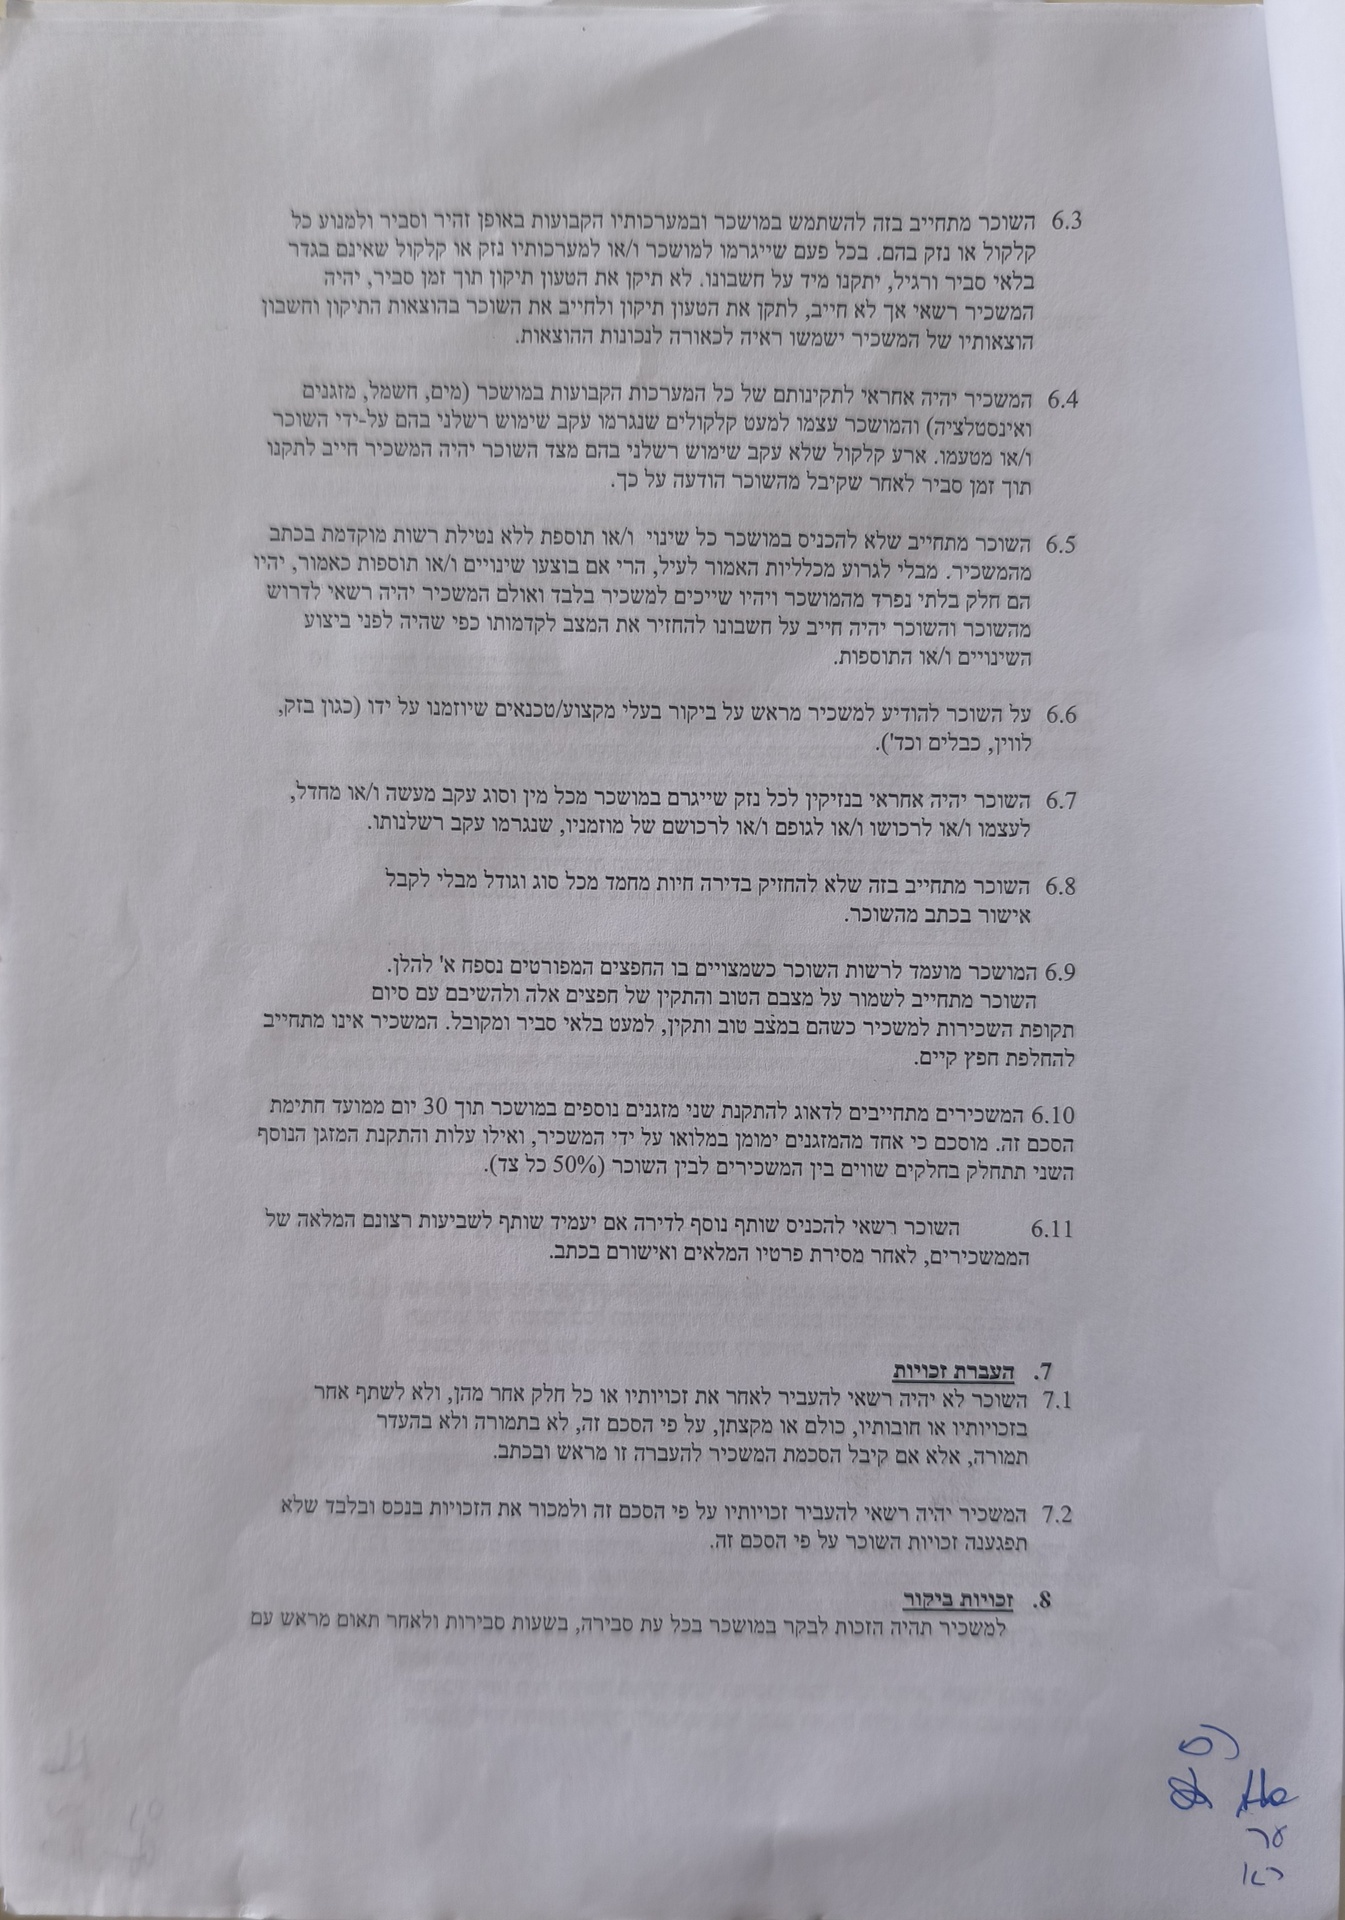 6.3 השוכר מתחייב בזה להשתמש במושכר ובמערכותיו הקבועות באופן זהיר וסביר ולמנוע כל
קלקול או נזק בהם. בכל פעם שייגרמו למושכר ו/או למערכותיו נזק או קלקול שאינם בגדר
בלאי סביר ורגיל, יתקנו מיד על חשבונו. לא תיקן את הטעון תיקון תוך זמן סביר, יהיה
המשכיר רשאי אך לא חייב, לתקן את הטעון תיקון ולחייב את השוכר בהוצאות התיקון וחשבון
הוצאותיו של המשכיר ישמשו ראיה לכאורה לנכונות ההוצאות.
6.4 המשכיר יהיה אחראי לתקינותם של כל המערכות הקבועות במושכר (מים, חשמל, מזגנים
ואינסטלציה) והמושכר עצמו למעט קלקולים שנגרמו עקב שימוש רשלני בהם על-ידי השוכר
ו/או מטעמו. ארע קלקול שלא עקב שימוש רשלני בהם מצד השוכר יהיה המשכיר חייב לתקנו
תוך זמן סביר לאחר שקיבל מהשוכר הודעה על כך.
6.5 השוכר מתחייב שלא להכניס במושכר כל שינוי ו/או תוספת ללא נטילת רשות מוקדמת בכתב
מהמשכיר. מבלי לגרוע מכלליות האמור לעיל, הרי אם בוצעו שינויים ו/או תוספות כאמור, יהיו
הם חלק בלתי נפרד מהמושכר ויהיו שייכים למשכיר בלבד ואולם המשכיר יהיה רשאי לדרוש
מהשוכר והשוכר יהיה חייב על חשבונו להחזיר את המצב לקדמותו כפי שהיה לפני ביצוע
השינויים ו/או התוספות.
6.6 על השוכר להודיע למשכיר מראש על ביקור בעלי מקצוע/טכנאים שיוזמנו על ידו (כגון בזק,
לווין, כבלים וכד').
6.7 השוכר יהיה אחראי בנזיקין לכל נזק שייגרם במושכר מכל מין וסוג עקב מעשה ו/או מחדל,
לעצמו ו/או לרכושו ו/או לגופם ו/או לרכושם של מוזמניו, שנגרמו עקב רשלנותו.
6.8 השוכר מתחייב בזה שלא להחזיק בדירה חיות מחמד מכל סוג וגודל מבלי לקבל
אישור בכתב מהשוכר.
6.9 המושכר מועמד לרשות השוכר כשמצויים בו החפצים המפורטים נספח א' להלן.
השוכר מתחייב לשמור על מצבם הטוב והתקין של חפצים אלה ולהשיבם עם סיום
תקופת השכירות למשכיר כשהם במצב טוב ותקין, למעט בלאי סביר ומקובל. המשכיר אינו מתחייב
להחלפת חפץ קיים.
6.10 המשכירים מתחייבים לדאוג להתקנת שני מזגנים נוספים במושכר תוך 30 יום ממועד חתימת
הסכם זה. מוסכם כי אחד מהמזגנים ימומן במלואו על ידי המשכיר, ואילו עלות והתקנת המזגן הנוסף
השני תתחלק בחלקים שווים בין המשכירים לבין השוכר (50% כל צד).
6.11 השוכר רשאי להכניס שותף נוסף לדירה אם יעמיד שותף לשביעות רצונם המלאה של
הממשכירים, לאחר מסירת פרטיו המלאים ואישורם בכתב.
7. העברת זכויות
7.1 השוכר לא יהיה רשאי להעביר לאחר את זכויותיו או כל חלק אחר מהן, ולא לשתף אחר
בזכויותיו או חובותיו, כולם או מקצתן, על פי הסכם זה, לא בתמורה ולא בהעדר
תמורה, אלא אם קיבל הסכמת המשכיר להעברה זו מראש ובכתב.
7.2 המשכיר יהיה רשאי להעביר זכויותיו על פי הסכם זה ולמכור את הזכויות בנכס ובלבד שלא
תפגענה זכויות השוכר על פי הסכם זה.
8. זכויות ביקור
למשכיר תהיה הזכות לבקר במושכר בכל עת סבירה, בשעות סבירות ולאחר תאום מראש עם